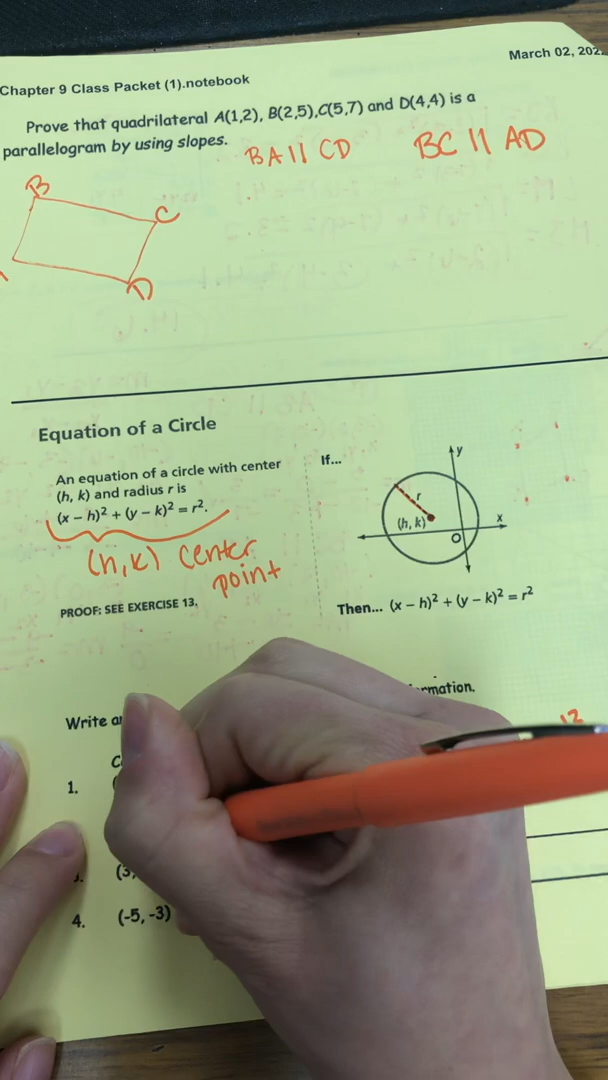 March 02, 202
Chapter 9 Class Packet (1).notebook
Prove that quadrilateral A(1,2), B(2,5),C(5,7) and D(4,4) is a
parallelogram by using slopes.
BA || CD BC || AD
B
C
D
Equation of a Circle
An equation of a circle with center
(h, k) and radius r is
(x – h)² + (y – k)² = r².
(h,k) center
point
PROOF: SEE EXERCISE 13.
If...
y
r
(h, k)
x
O
Then... (x – h)² + (y – k)² = r²
Write
rmation.
12
1.
(3,
4. (-5, -3)